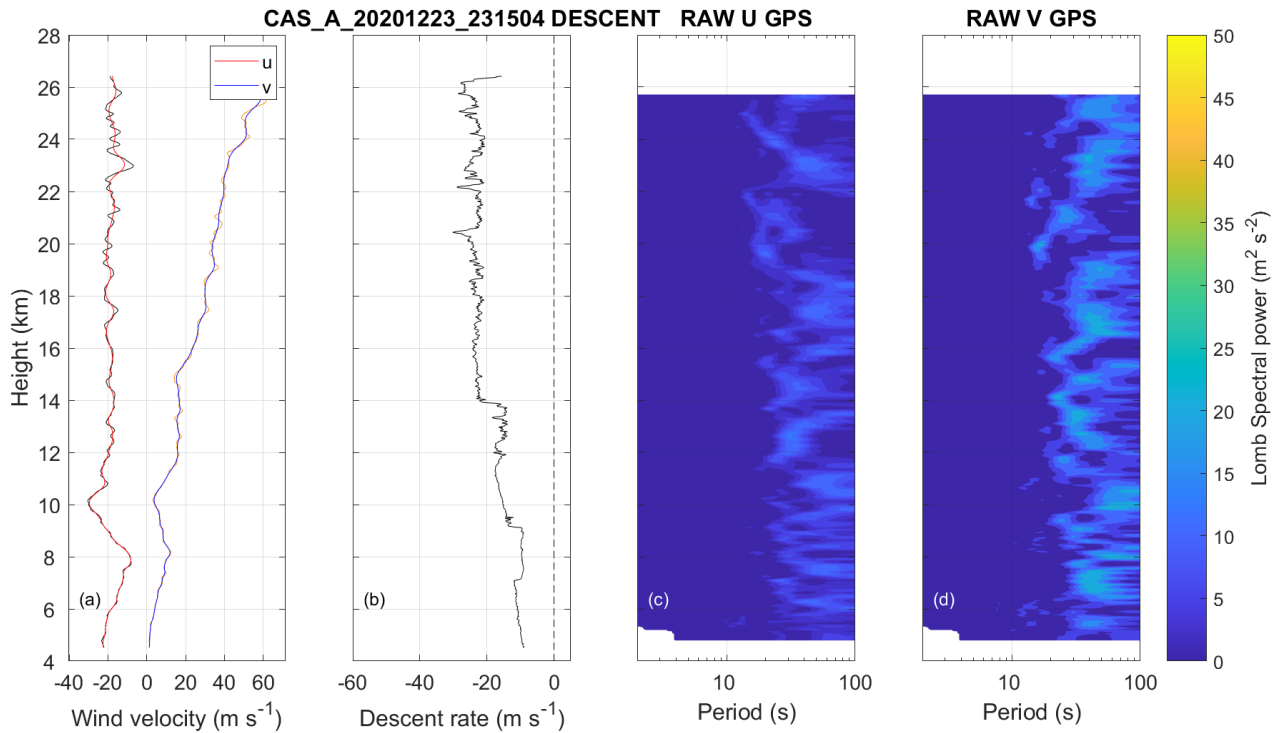 CAS_A_20201223_231504 DESCENT RAW U GPS RAW V GPS
28
26
24
22
20
18
16
14
12
10
8
6
4
Height (km)
u
v
(a)
-40 -20 0 20 40 60
Wind velocity (m s-1)
(b)
-60 -40 -20 0
Descent rate (m s-1)
(c)
10 100
Period (s)
(d)
10 100
Period (s)
50
45
40
35
30
25
20
15
10
5
0
Lomb Spectral power (m2 s-2)